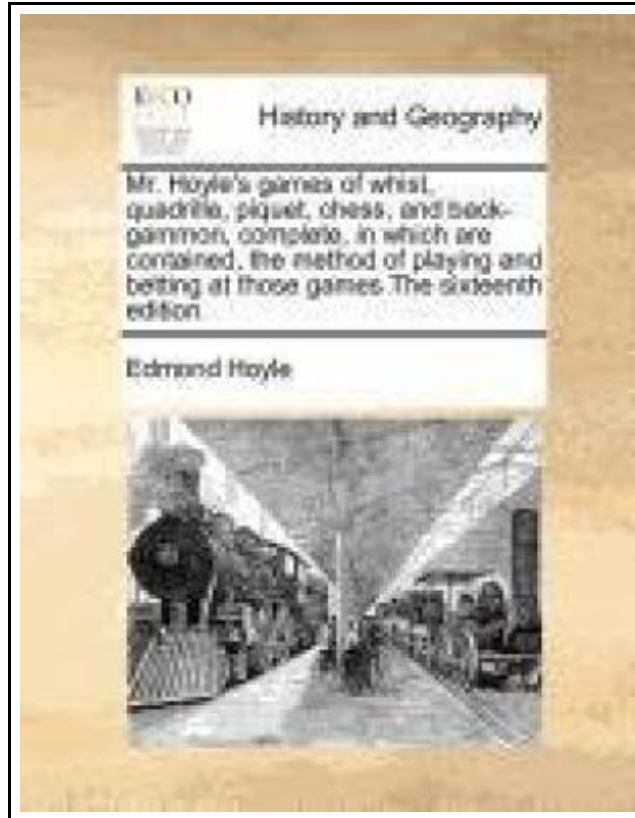 ECCO
History and Geography
Mr. Hoyle's games of whist,
quadrille, piquet, chess, and back-
gammon, complete, in which are
contained, the method of playing and
betting at those games The sixteenth
edition
Edmond Hoyle